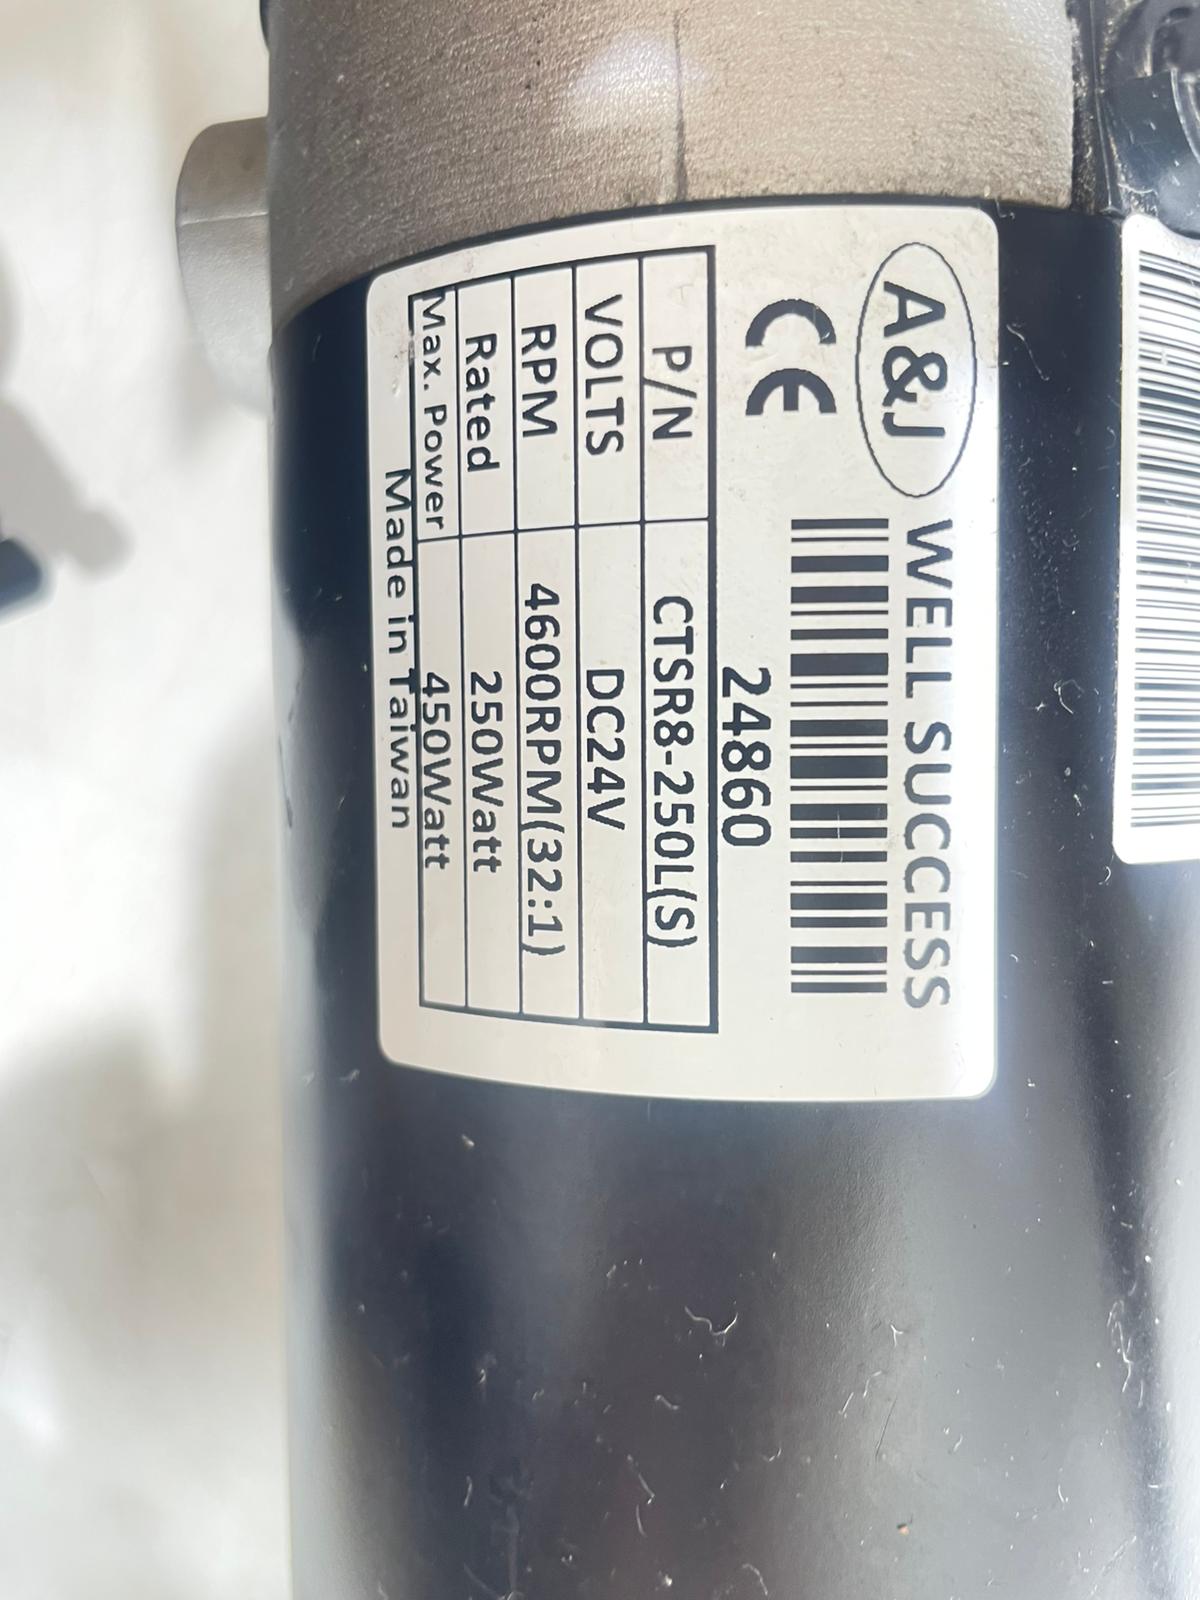 A&J WELL SUCCESS
CE
24860
P/N CTSR8-250L(S)
VOLTS DC24V
RPM 4600RPM(32:1)
Rated 250Watt
Max. Power 450Watt
Made in Taiwan